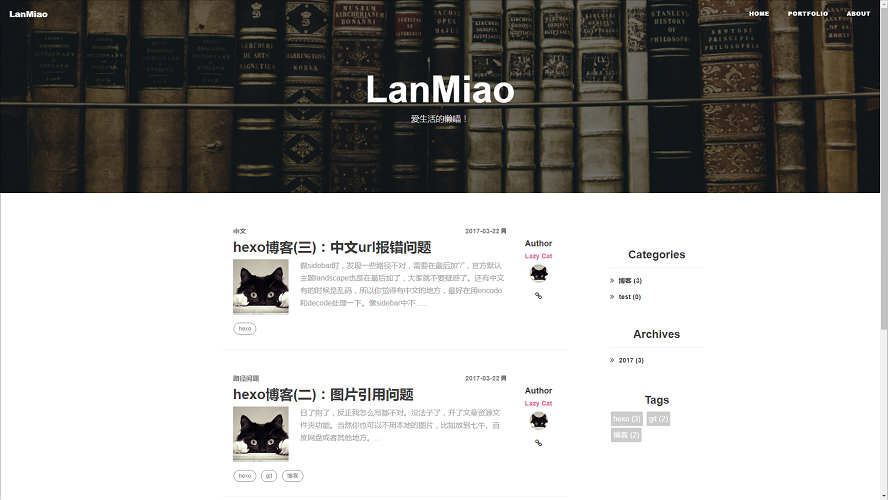 LanMiao
HOME PORTFOLIO ABOUT
LanMiao
爱生活的懒喵！
中文
2017-03-22
hexo博客(三)：中文url报错问题
做sidebar时，发现一些路径不对，需要在最后加"/"，官方默认
主题landscape也是在最后加了，大家就不要疑惑了。还有中文
有的时候是乱码，所以你觉得有中文的地方，最好在用encode
和decode处理一下。像sidebar中不......
hexo
Author
Lazy Cat
路径问题
2017-03-22
hexo博客(二)：图片引用问题
日了狗了，反正我怎么写都不对。没法子了，开了文章资源文
件夹功能。当然你也可以不用本地的图片，比如放到七牛、百
度网盘或者其他地方。...
hexo git 博客
Author
Lazy Cat
Categories
» 博客 (3)
» test (0)
Archives
» 2017 (3)
Tags
hexo (3) git (2)
博客 (2)